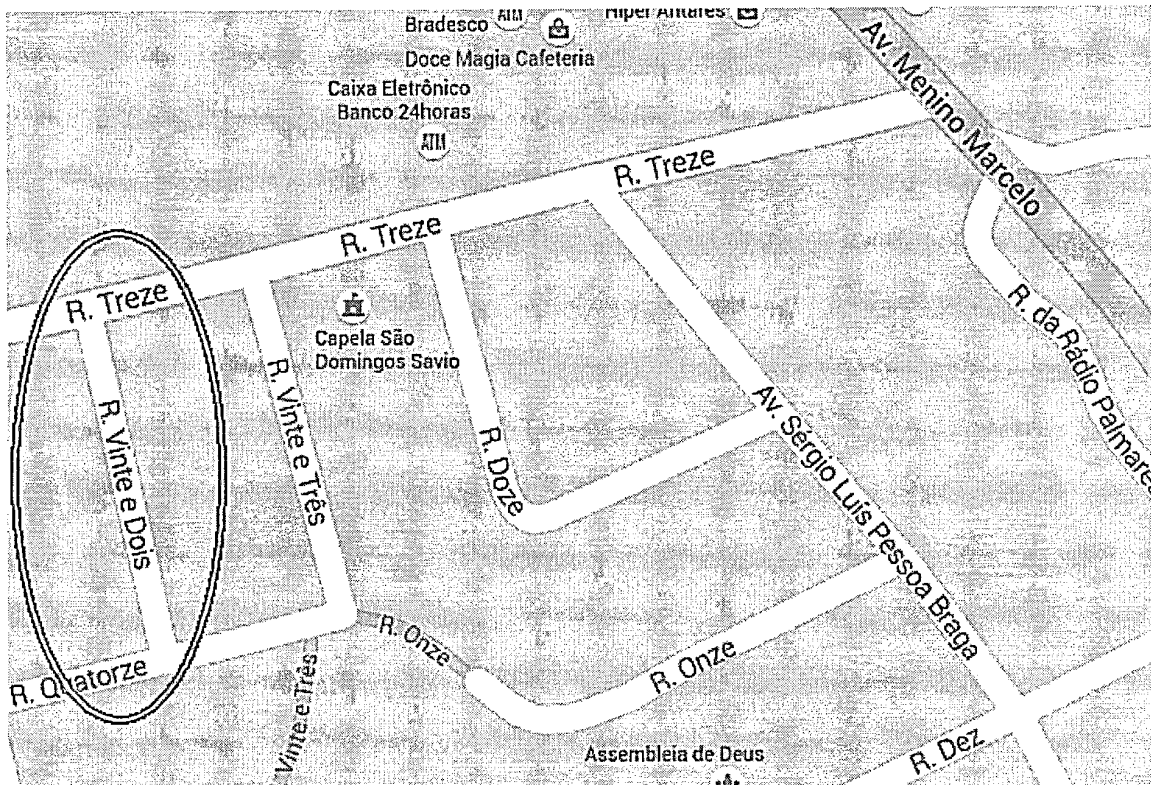 Bradesco
ATM
Hiper Antares
Doce Magia Cafeteria
Caixa Eletrônico
Banco 24horas
ATM
Av. Menino Marcelo
R. Treze
R. Treze
R. Treze
Capela São
Domingos Savio
R. da Rádio Palmares
R. Vinte e Dois
R. Vinte e Três
R. Doze
Av. Sérgio Luís Pessoa Braga
R. Quatorze
R. Onze
R. Onze
Vinte e Três
Assembleia de Deus
R. Dez